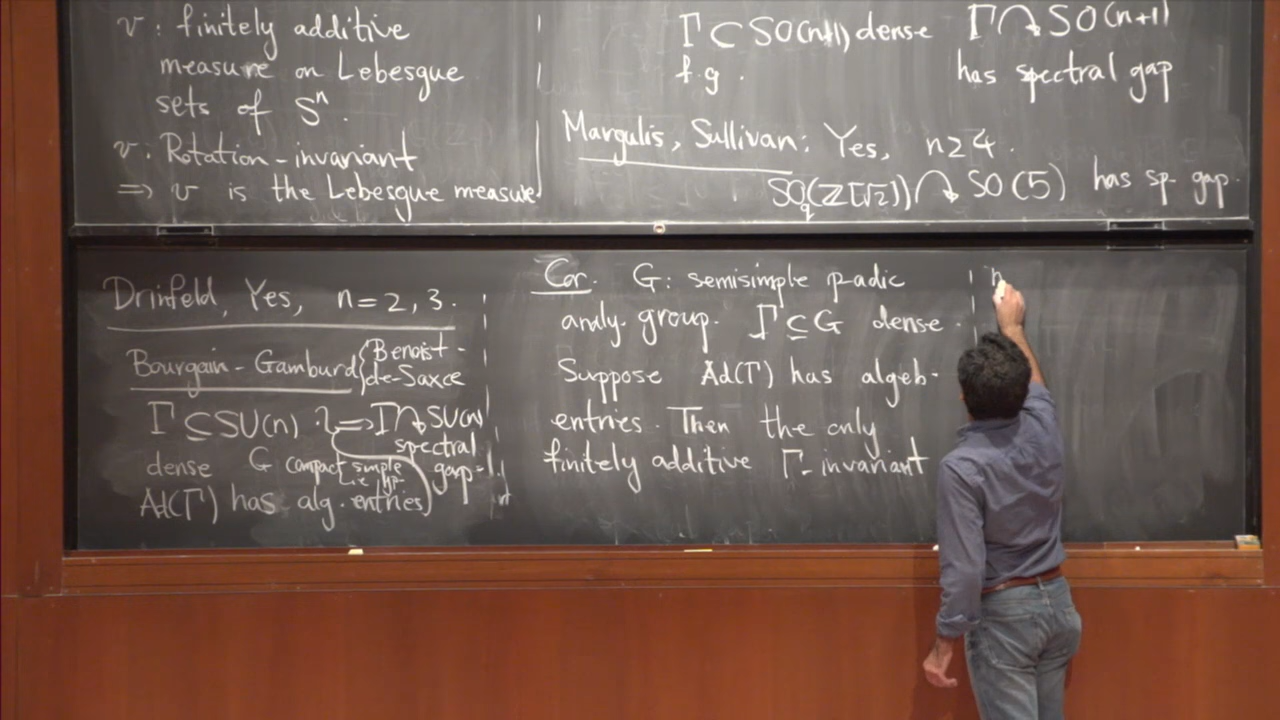 ν: finitely additive
measure on Lebesgue
sets of Sⁿ.
ν: Rotation-invariant
⇒ ν is the Lebesgue measure
Γ⊂SO(n+1) dense Γ↷SO(n+1)
f.g. has spectral gap
Margulis, Sullivan: Yes, n≥4.
SO_q(ℤ[√2])↷SO(5) has sp. gap.
Drinfeld, Yes, n=2,3.
Bourgain-Gamburd {Benoist-
de-Saxce
Γ⊆SU(n) } ⇒ Γ↷SU(n)
dense G compact simple spectral
Lie gp. gap
Ad(Γ) has alg. entries
Cor. G: semisimple p-adic
analy. group. Γ⊆G dense.
Suppose Ad(Γ) has algeb-
entries. Then the only
finitely additive Γ-invariant